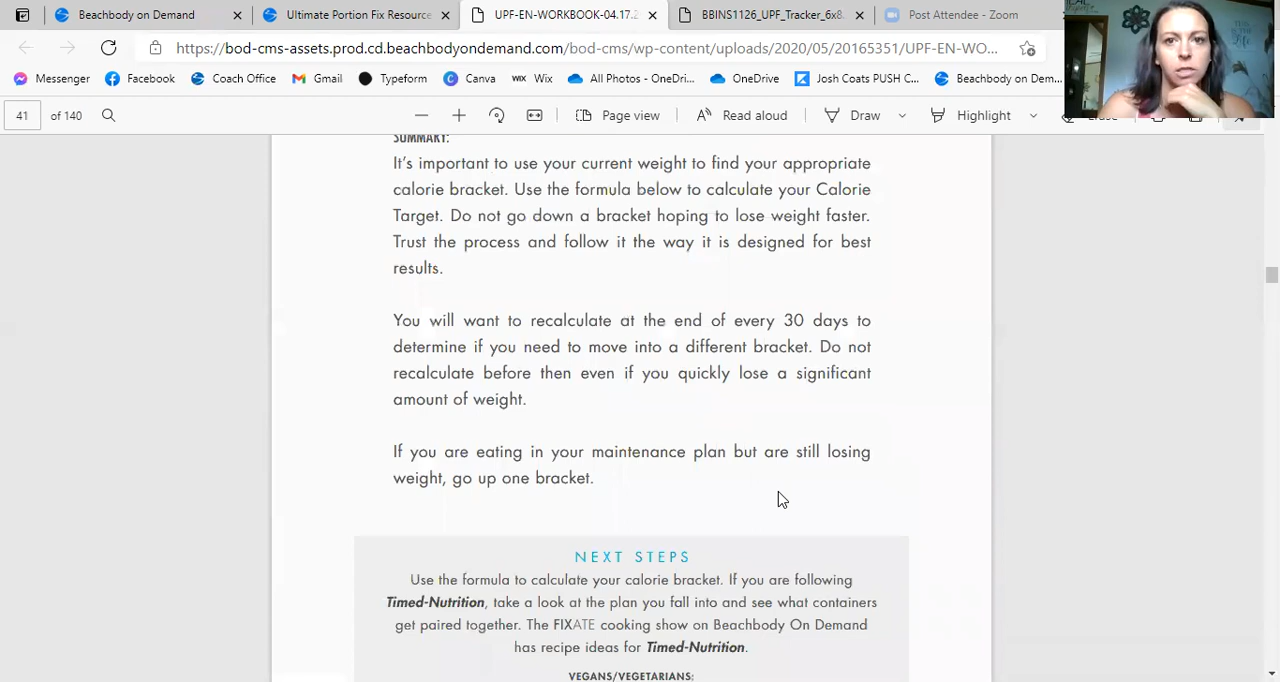 Beachbody on Demand
Ultimate Portion Fix Resource
UPF-EN-WORKBOOK-04.17.2
BBINS1126_UPF_Tracker_6x8.
Post Attendee - Zoom
https://bod-cms-assets.prod.cd.beachbodyondemand.com/bod-cms/wp-content/uploads/2020/05/20165351/UPF-EN-WO...
Messenger
Facebook
Coach Office
Gmail
Typeform
Canva
WIX Wix
All Photos - OneDri...
OneDrive
Josh Coats PUSH C...
Beachbody on Dem...
41 of 140
Page view
Read aloud
Draw
Highlight
SUMMARY:
It's important to use your current weight to find your appropriate
calorie bracket. Use the formula below to calculate your Calorie
Target. Do not go down a bracket hoping to lose weight faster.
Trust the process and follow it the way it is designed for best
results.
You will want to recalculate at the end of every 30 days to
determine if you need to move into a different bracket. Do not
recalculate before then even if you quickly lose a significant
amount of weight.
If you are eating in your maintenance plan but are still losing
weight, go up one bracket.
NEXT STEPS
Use the formula to calculate your calorie bracket. If you are following
Timed-Nutrition, take a look at the plan you fall into and see what containers
get paired together. The FIXATE cooking show on Beachbody On Demand
has recipe ideas for Timed-Nutrition.
VEGANS/VEGETARIANS: